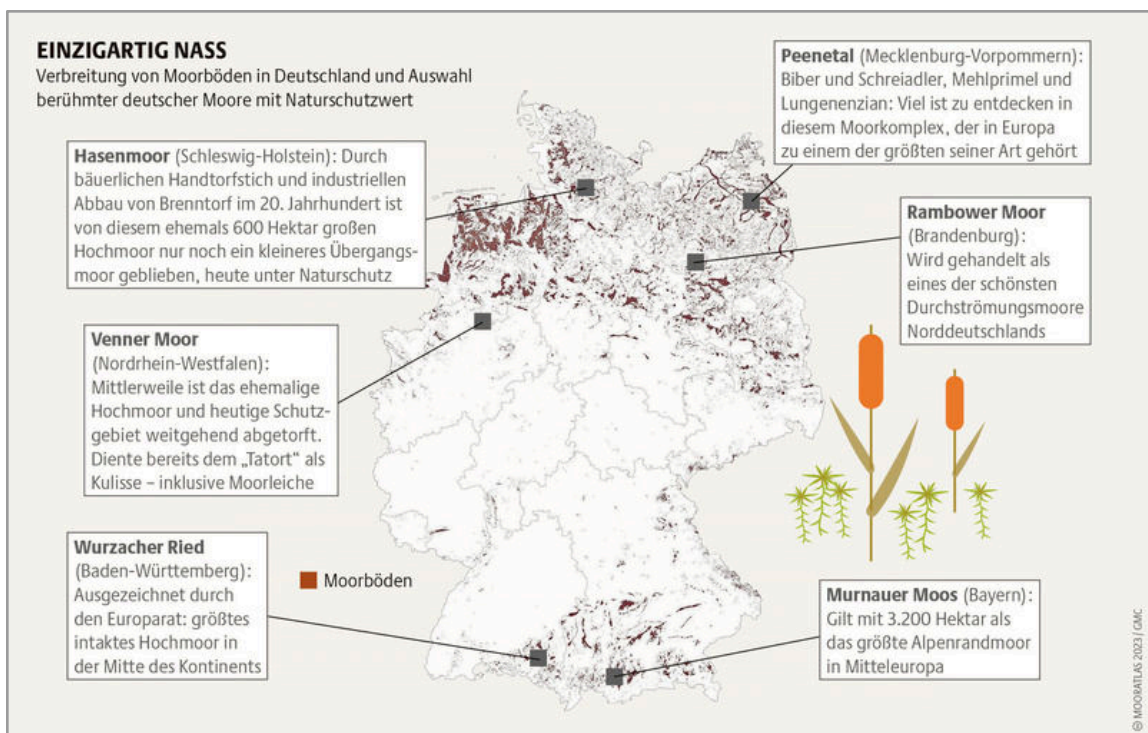 EINZIGARTIG NASS
Verbreitung von Moorböden in Deutschland und Auswahl
berühmter deutscher Moore mit Naturschutzwert
Peenetal (Mecklenburg-Vorpommern):
Biber und Schreiadler, Mehlprimel und
Lungenenzian: Viel ist zu entdecken in
diesem Moorkomplex, der in Europa
zu einem der größten seiner Art gehört
Hasenmoor (Schleswig-Holstein): Durch
bäuerlichen Handtorfstich und industriellen
Abbau von Brenntorf im 20. Jahrhundert ist
von diesem ehemals 600 Hektar großen
Hochmoor nur noch ein kleineres Übergangs-
moor geblieben, heute unter Naturschutz
Rambower Moor
(Brandenburg):
Wird gehandelt als
eines der schönsten
Durchströmungsmoore
Norddeutschlands
Venner Moor
(Nordrhein-Westfalen):
Mittlerweile ist das ehemalige
Hochmoor und heutige Schutz-
gebiet weitgehend abgetorft.
Diente bereits dem „Tatort“ als
Kulisse – inklusive Moorleiche
Wurzacher Ried
(Baden-Württemberg):
Ausgezeichnet durch
den Europarat: größtes
intaktes Hochmoor in
der Mitte des Kontinents
Moorböden
Murnauer Moos (Bayern):
Gilt mit 3.200 Hektar als
das größte Alpenrandmoor
in Mitteleuropa
MOORATLAS 2023 / GMC